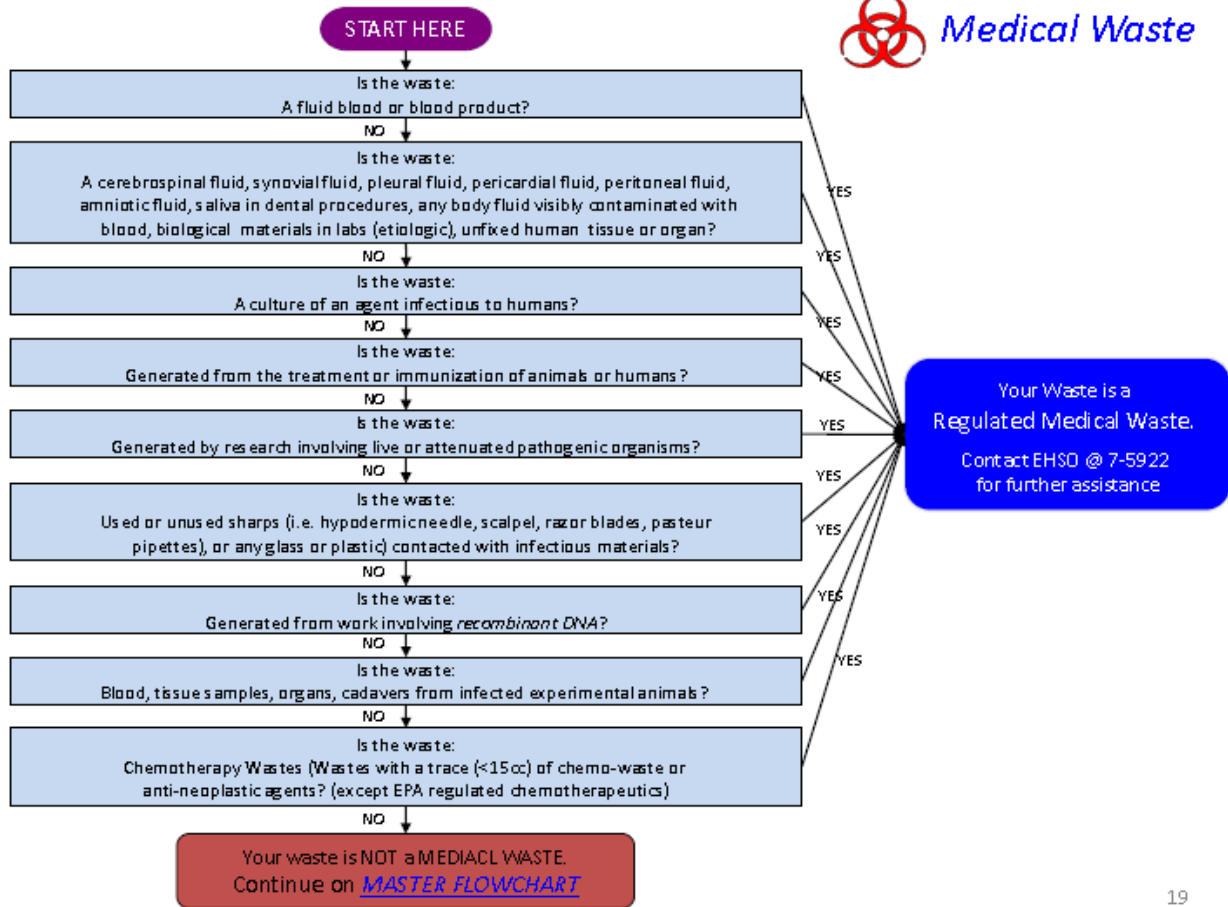 START HERE
Medical Waste
Is the waste:
A fluid blood or blood product?
NO
Is the waste:
A cerebrospinal fluid, synovial fluid, pleural fluid, pericardial fluid, peritoneal fluid,
amniotic fluid, saliva in dental procedures, any body fluid visibly contaminated with
blood, biological materials in labs (etiologic), unfixed human tissue or organ?
YES
NO
YES
Is the waste:
A culture of an agent infectious to humans?
NO
YES
Is the waste:
Generated from the treatment or immunization of animals or humans?
YES
NO
Is the waste:
Generated by research involving live or attenuated pathogenic organisms?
YES
Your Waste is a
Regulated Medical Waste.
Contact EHSO @ 7-5922
for further assistance
NO
YES
Is the waste:
Used or unused sharps (i.e. hypodermic needle, scalpel, razor blades, pasteur
pipettes), or any glass or plastic) contacted with infectious materials?
YES
NO
Is the waste:
Generated from work involving recombinant DNA?
YES
NO
YES
Is the waste:
Blood, tissue samples, organs, cadavers from infected experimental animals?
NO
Is the waste:
Chemotherapy Wastes (Wastes with a trace (<15cc) of chemo-waste or
anti-neoplastic agents? (except EPA regulated chemotherapeutics)
NO
Your waste is NOT a MEDIACL WASTE.
Continue on MASTER FLOWCHART
19